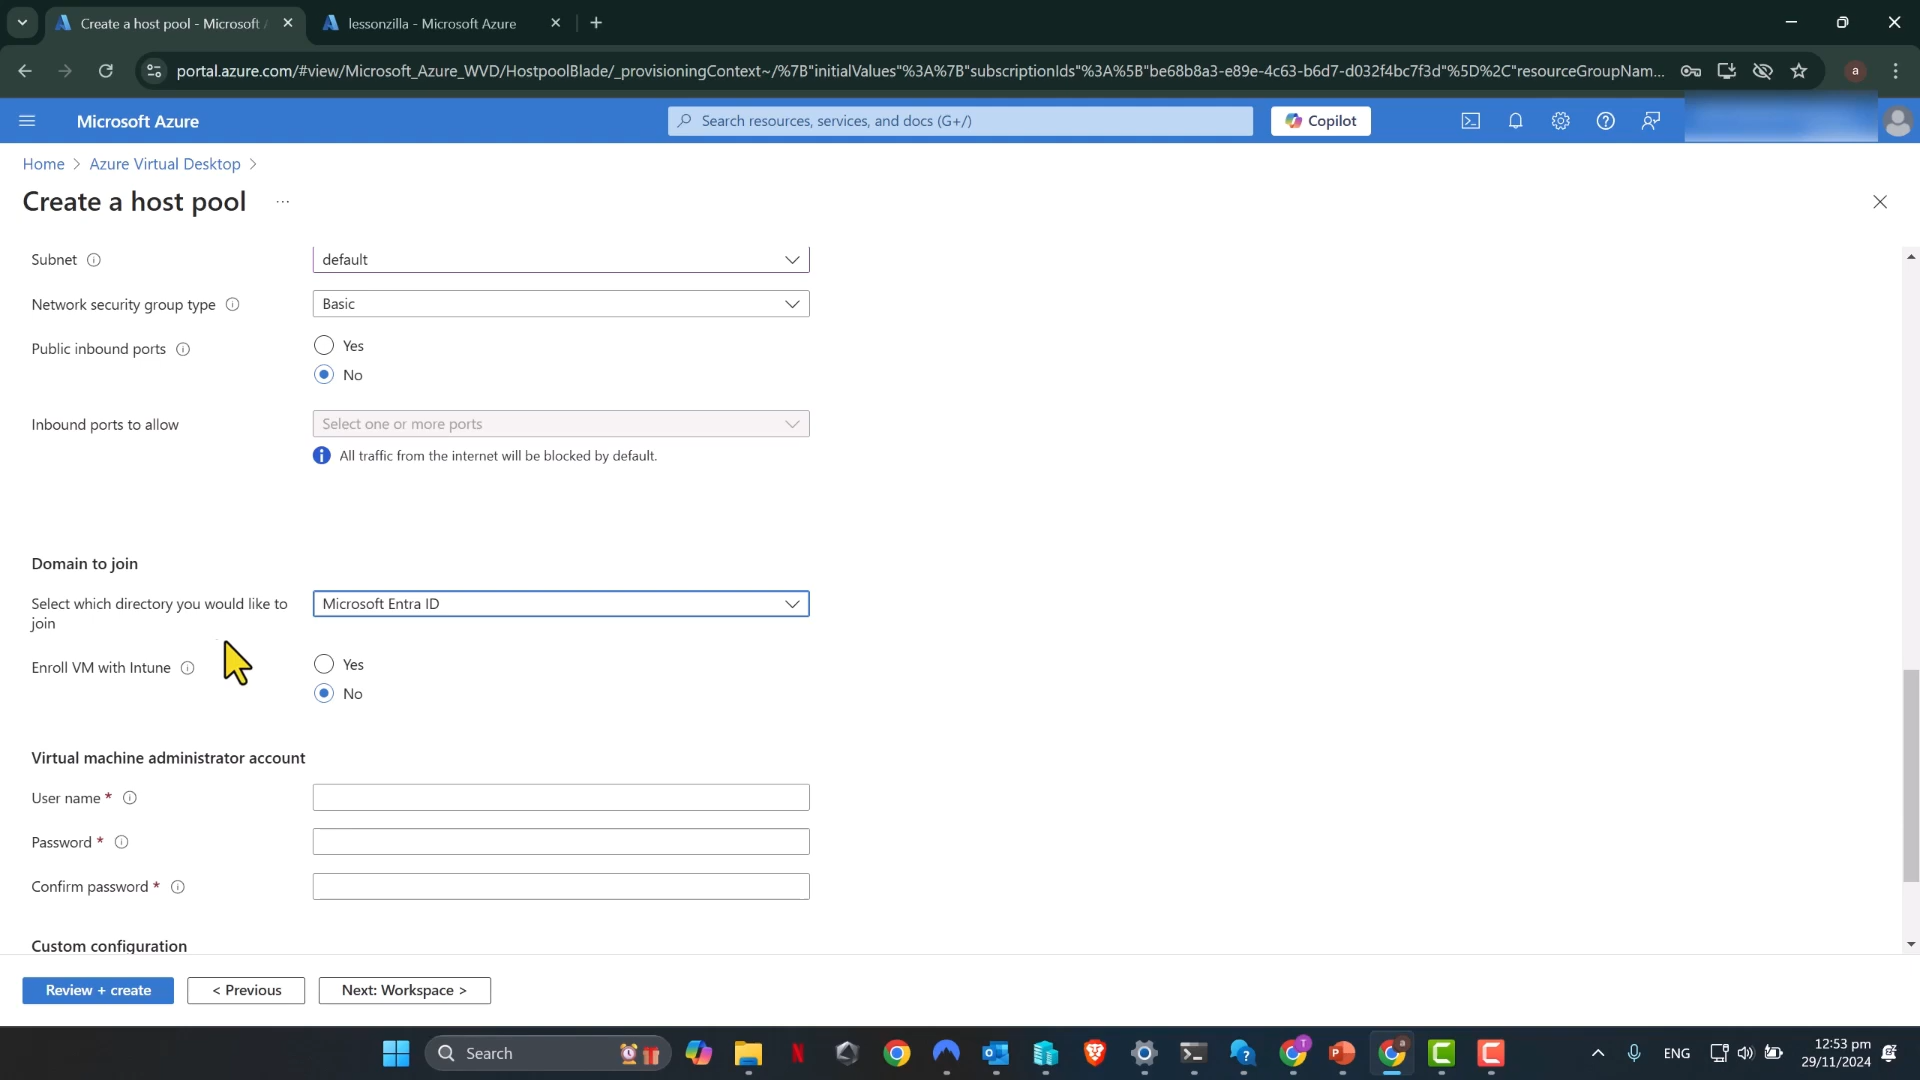 Create a host pool - Microsoft A
lessonzilla - Microsoft Azure
portal.azure.com/#view/Microsoft_Azure_WVD/HostpoolBlade/_provisioningContext~/%7B"initialValues"%3A%7B"subscriptionIds"%3A%5B"be68b8a3-e89e-4c63-b6d7-d032f4bc7f3d"%5D%2C"resourceGroupNam...
a
Microsoft Azure
Search resources, services, and docs (G+/)
Copilot
Home > Azure Virtual Desktop >
Create a host pool ...
Subnet
default
Network security group type
Basic
Public inbound ports
Yes
No
Inbound ports to allow
Select one or more ports
All traffic from the internet will be blocked by default.
Domain to join
Select which directory you would like to
join
Microsoft Entra ID
Enroll VM with Intune
Yes
No
Virtual machine administrator account
User name *
Password *
Confirm password *
Custom configuration
Review + create
< Previous
Next: Workspace >
Search
ENG
12:53 pm
29/11/2024